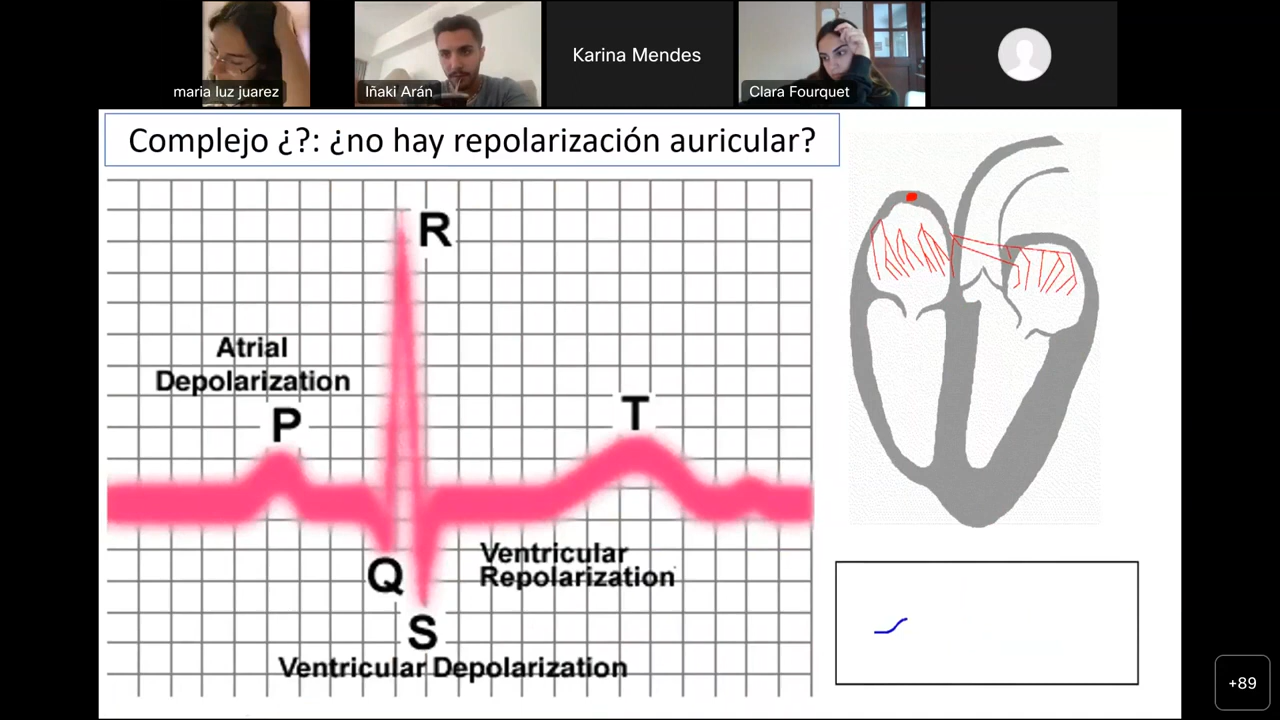 maria luz juarez
Iñaki Arán
Karina Mendes
Clara Fourquet
Complejo ¿?: ¿no hay repolarización auricular?
R
Atrial
Depolarization
P
T
Q
Ventricular
Repolarization
S
Ventricular Depolarization
+89